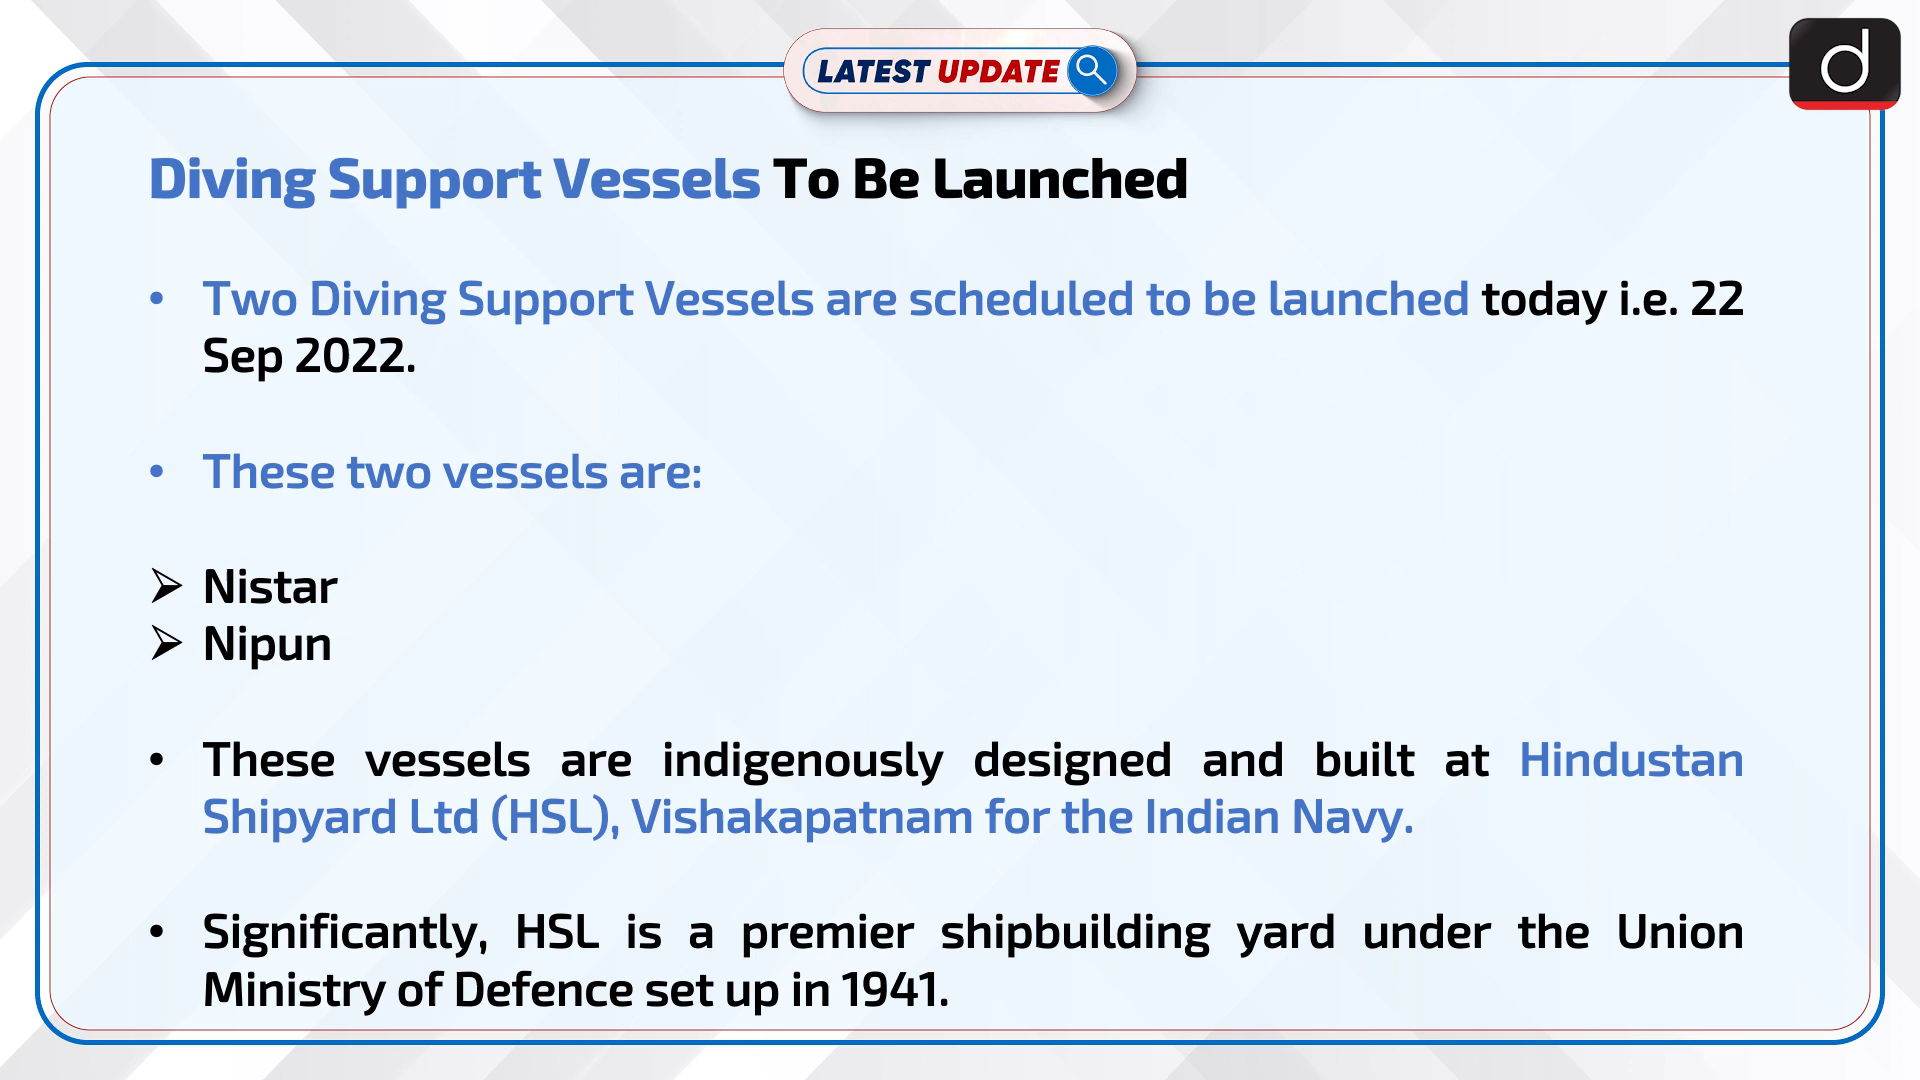 LATEST UPDATE
d
Diving Support Vessels To Be Launched
• Two Diving Support Vessels are scheduled to be launched today i.e. 22
Sep 2022.
• These two vessels are:
➢ Nistar
➢ Nipun
• These vessels are indigenously designed and built at Hindustan
Shipyard Ltd (HSL), Vishakapatnam for the Indian Navy.
• Significantly, HSL is a premier shipbuilding yard under the Union
Ministry of Defence set up in 1941.